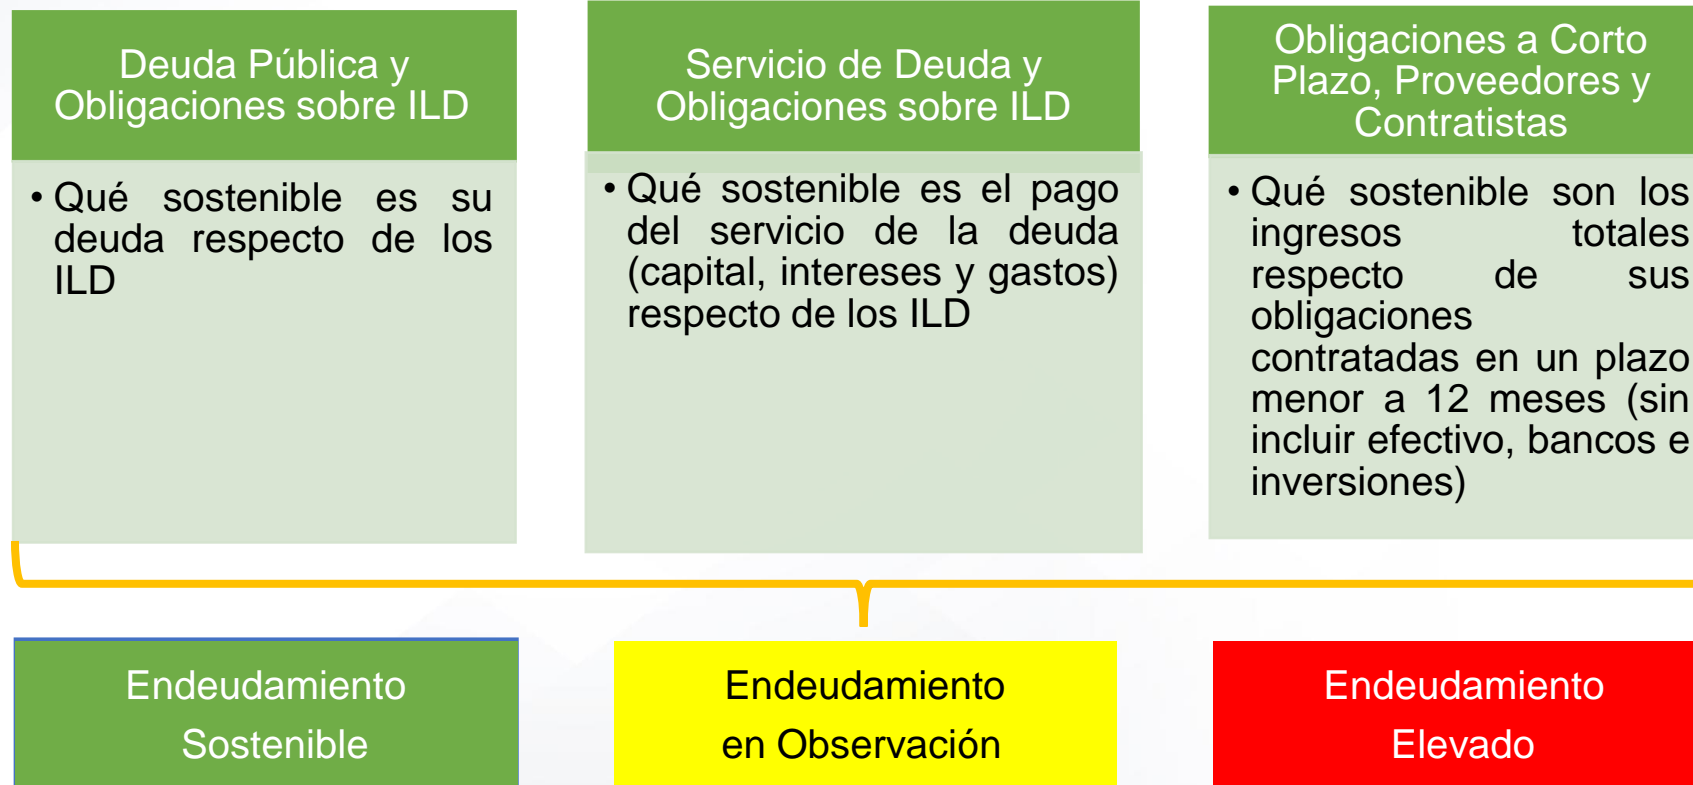 Deuda Pública y
Obligaciones sobre ILD
• Qué sostenible es su
deuda respecto de los
ILD
Servicio de Deuda y
Obligaciones sobre ILD
• Qué sostenible es el pago
del servicio de la deuda
(capital, intereses y gastos)
respecto de los ILD
Obligaciones a Corto
Plazo, Proveedores y
Contratistas
• Qué sostenible son los
ingresos totales
respecto de sus
obligaciones
contratadas en un plazo
menor a 12 meses (sin
incluir efectivo, bancos e
inversiones)
Endeudamiento
Sostenible
Endeudamiento
en Observación
Endeudamiento
Elevado